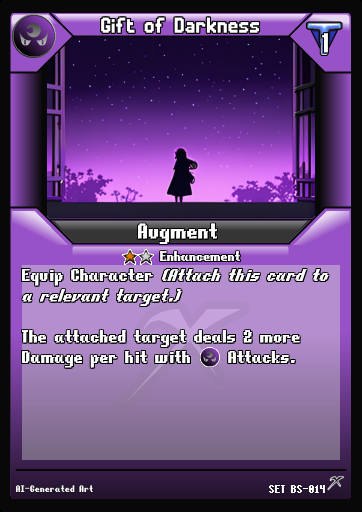 Gift of Darkness
1
Augment
Enhancement
Equip Character (Attach this card to
a relevant target.)
The attached target deals 2 more
Damage per hit with Attacks.
AI-Generated Art
SET BS-014